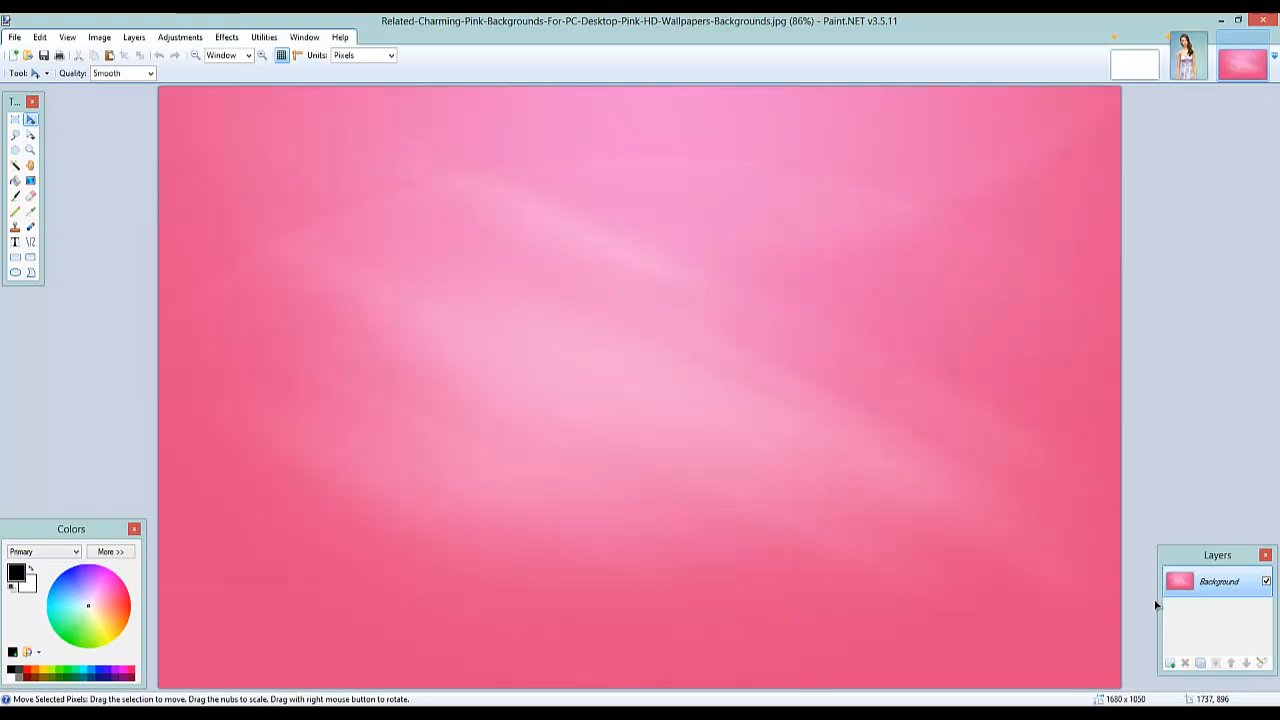 Related-Charming-Pink-Backgrounds-For-PC-Desktop-Pink-HD-Wallpapers-Backgrounds.jpg (86%) - Paint.NET v3.5.11
File Edit View Image Layers Adjustments Effects Utilities Window Help
Window Units: Pixels
Tool: Quality: Smooth
T...
Colors
Primary More >>
Layers
Background
Move Selected Pixels: Drag the selection to move. Drag the nubs to scale. Drag with right mouse button to rotate. 1680 x 1050 1737, 896